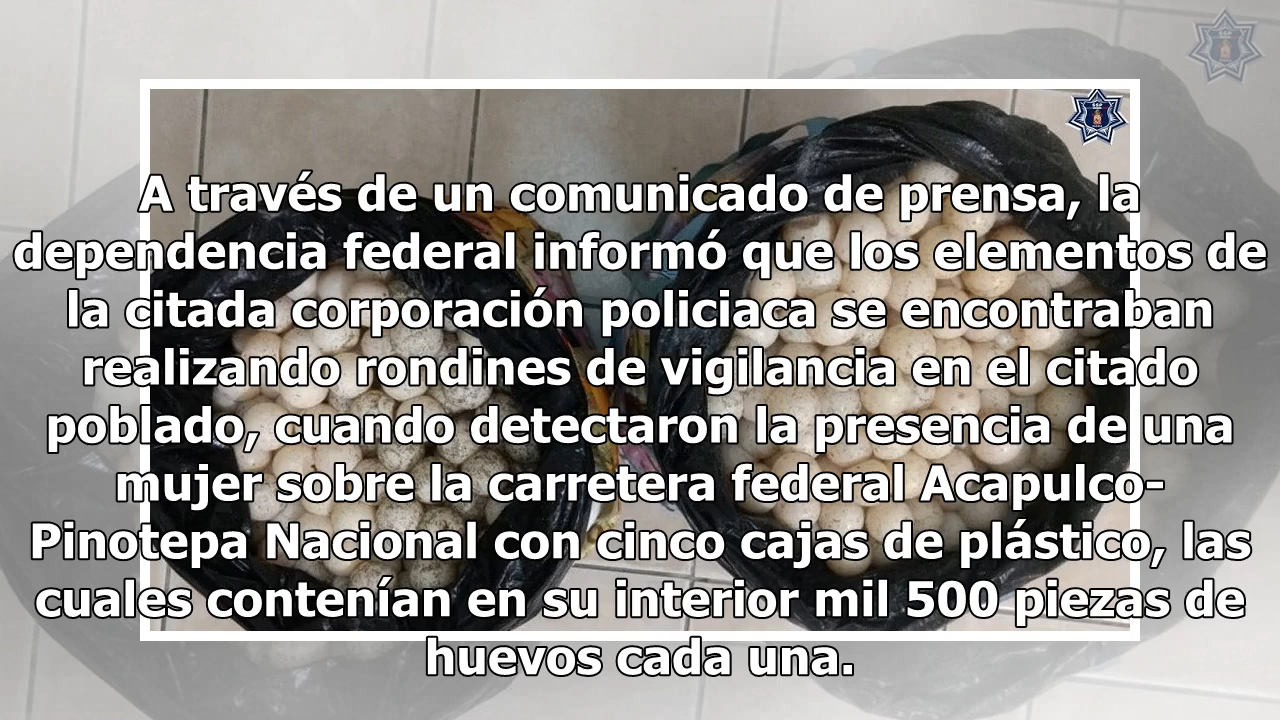 SSP
A través de un comunicado de prensa, la
dependencia federal informó que los elementos de
la citada corporación policiaca se encontraban
realizando rondines de vigilancia en el citado
poblado, cuando detectaron la presencia de una
mujer sobre la carretera federal Acapulco-
Pinotepa Nacional con cinco cajas de plástico, las
cuales contenían en su interior mil 500 piezas de
huevos cada una.